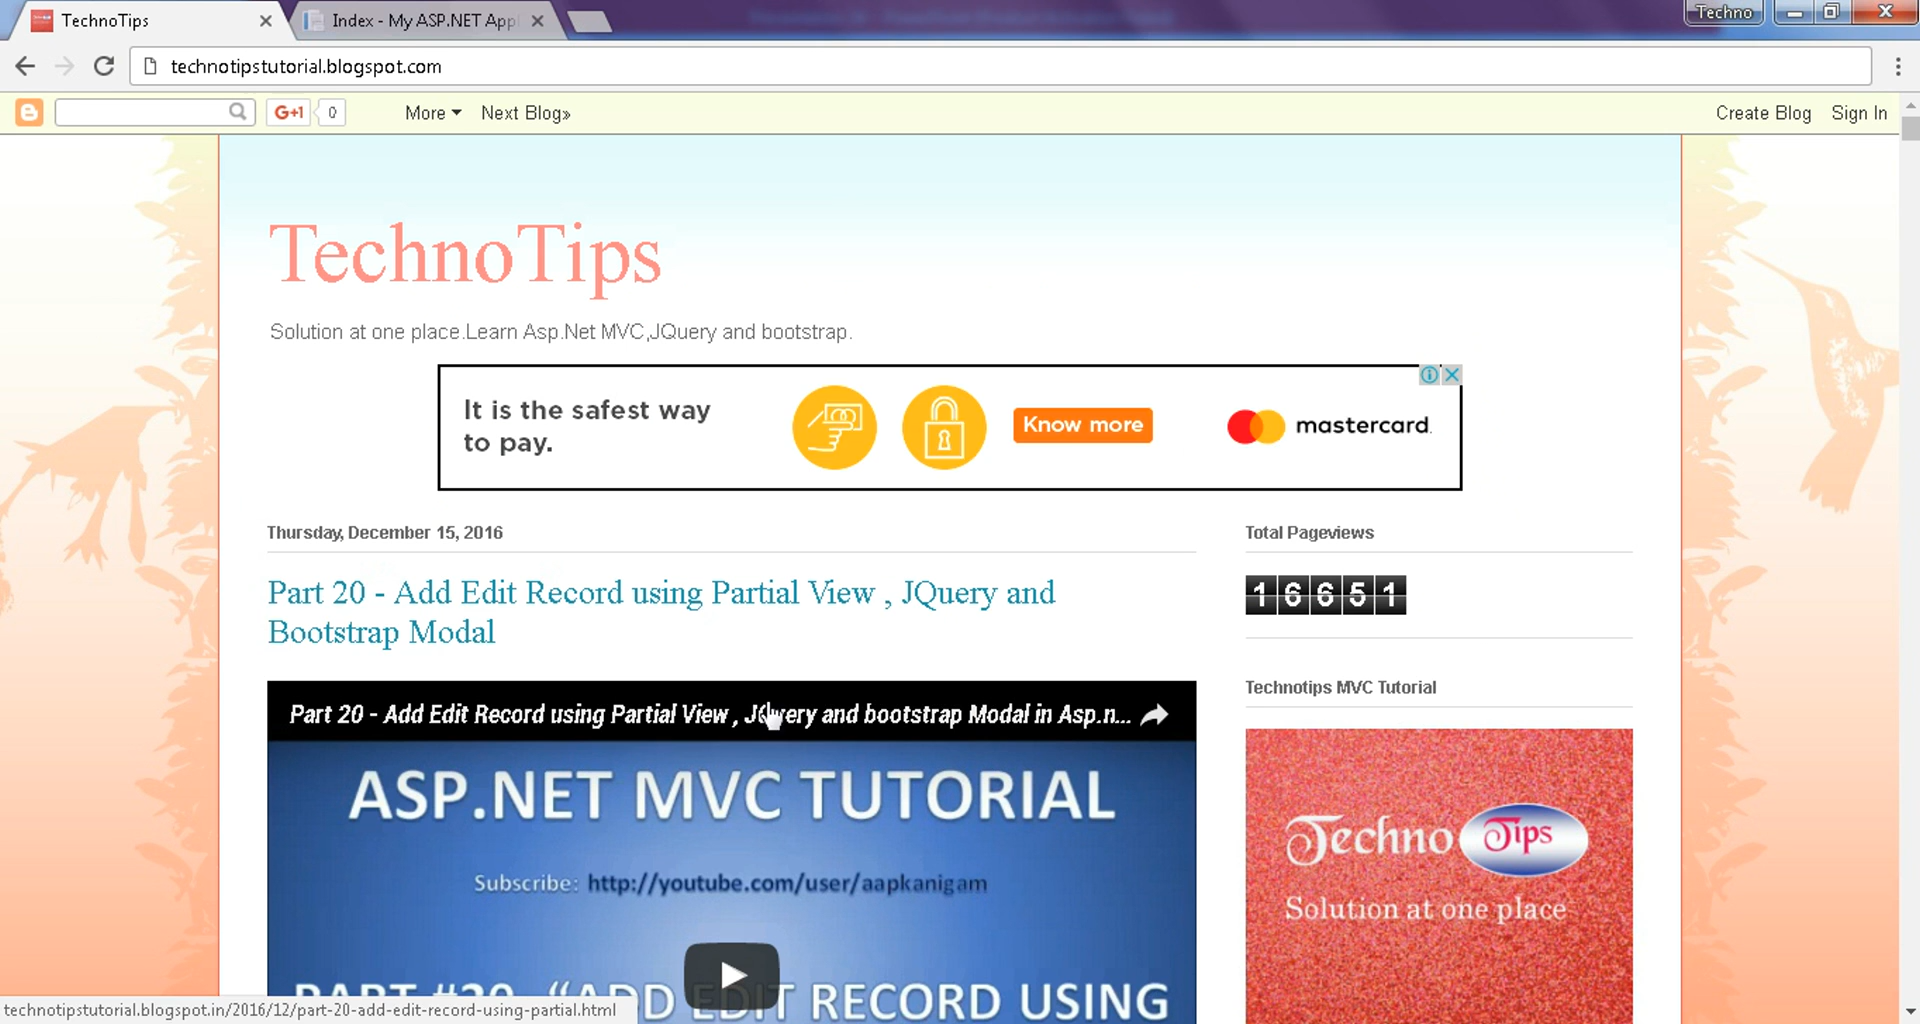 TechnoTips
Index - My ASP.NET Appl
Techno
technotipstutorial.blogspot.com
G+1
0
More
Next Blog»
Create Blog
Sign In
TechnoTips
Solution at one place.Learn Asp.Net MVC,JQuery and bootstrap.
It is the safest way
to pay.
Know more
mastercard.
Thursday, December 15, 2016
Total Pageviews
Part 20 - Add Edit Record using Partial View , JQuery and
Bootstrap Modal
16651
Technotips MVC Tutorial
Part 20 - Add Edit Record using Partial View , JQuery and bootstrap Modal in Asp.n...
ASP.NET MVC TUTORIAL
Subscribe: http://youtube.com/user/aapkanigam
PART #20 "ADD EDIT RECORD USING
Techno Tips
Solution at one place
technotipstutorial.blogspot.in/2016/12/part-20-add-edit-record-using-partial.html